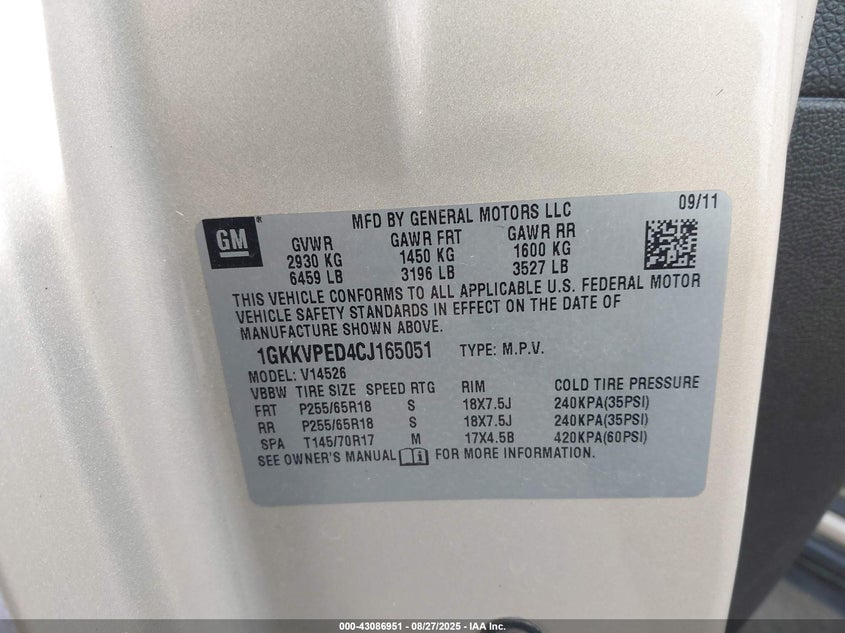 09/11
GM
®
MFD BY GENERAL MOTORS LLC
GVWR GAWR FRT GAWR RR
2930 KG 1450 KG 1600 KG
6459 LB 3196 LB 3527 LB
THIS VEHICLE CONFORMS TO ALL APPLICABLE U.S. FEDERAL MOTOR
VEHICLE SAFETY STANDARDS IN EFFECT ON THE DATE OF
MANUFACTURE SHOWN ABOVE.
1GKKVPED4CJ165051 TYPE: M.P.V.
MODEL: V14526
VBBW TIRE SIZE SPEED RTG RIM COLD TIRE PRESSURE
FRT P255/65R18 S 18X7.5J 240KPA(35PSI)
RR P255/65R18 S 18X7.5J 240KPA(35PSI)
SPA T145/70R17 M 17X4.5B 420KPA(60PSI)
SEE OWNER'S MANUAL FOR MORE INFORMATION.
000-43086951 | 08/27/2025 - IAA Inc.